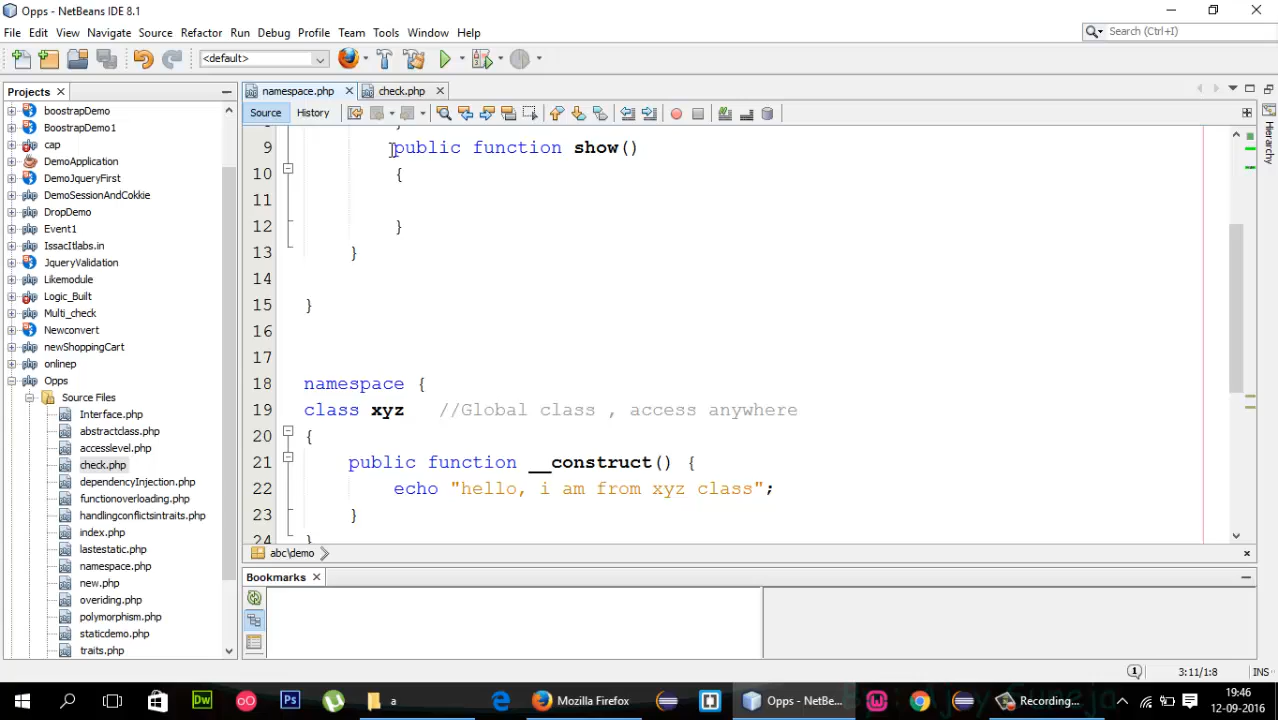 Opps - NetBeans IDE 8.1
File Edit View Navigate Source Refactor Run Debug Profile Team Tools Window Help
Search (Ctrl+I)
<default>
Projects
namespace.php
check.php
Source
History
boostrapDemo
BoostrapDemo1
cap
DemoApplication
DemoJqueryFirst
DemoSessionAndCokkie
DropDemo
Event1
IssacItlabs.in
JqueryValidation
Likemodule
Logic_Built
Multi_check
Newconvert
newShoppingCart
onlinep
Opps
Source Files
Interface.php
abstractclass.php
accesslevel.php
check.php
dependencyInjection.php
functionoverloading.php
handlingconflictsintraits.php
index.php
lastestatic.php
namespace.php
new.php
overiding.php
polymorphism.php
staticdemo.php
traits.php
9 public function show()
10 {
11
12 }
13 }
14
15 }
16
17
18 namespace {
19 class xyz //Global class , access anywhere
20 {
21 public function __construct() {
22 echo "hello, i am from xyz class";
23 }
24 }
Hierarchy
abc\demo
Bookmarks
1
3:11/1:8
INS
a
Mozilla Firefox
Opps - NetBe...
Recording...
19:46
12-09-2016